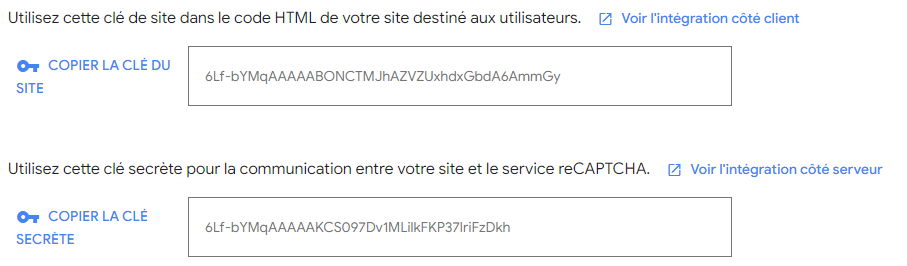 Utilisez cette clé de site dans le code HTML de votre site destiné aux utilisateurs. Voir l'intégration côté client
COPIER LA CLÉ DU
SITE
6Lf-bYMqAAAAABONCTMJhAZVZUxhdxGbdA6AmmGy
Utilisez cette clé secrète pour la communication entre votre site et le service reCAPTCHA. Voir l'intégration côté serveur
COPIER LA CLÉ
SECRÈTE
6Lf-bYMqAAAAAKCS097Dv1MLilkFKP37IriFzDkh